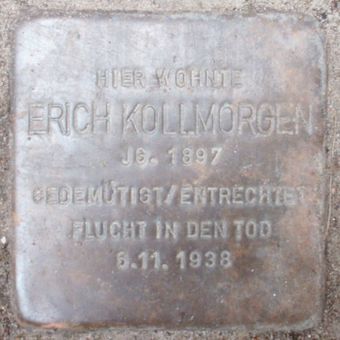 HIER WOHNTE
ERICH KOLLMORGEN
JG. 1897
GEDEMÜTIGT/ENTRECHTET
FLUCHT IN DEN TOD
6.11. 1938